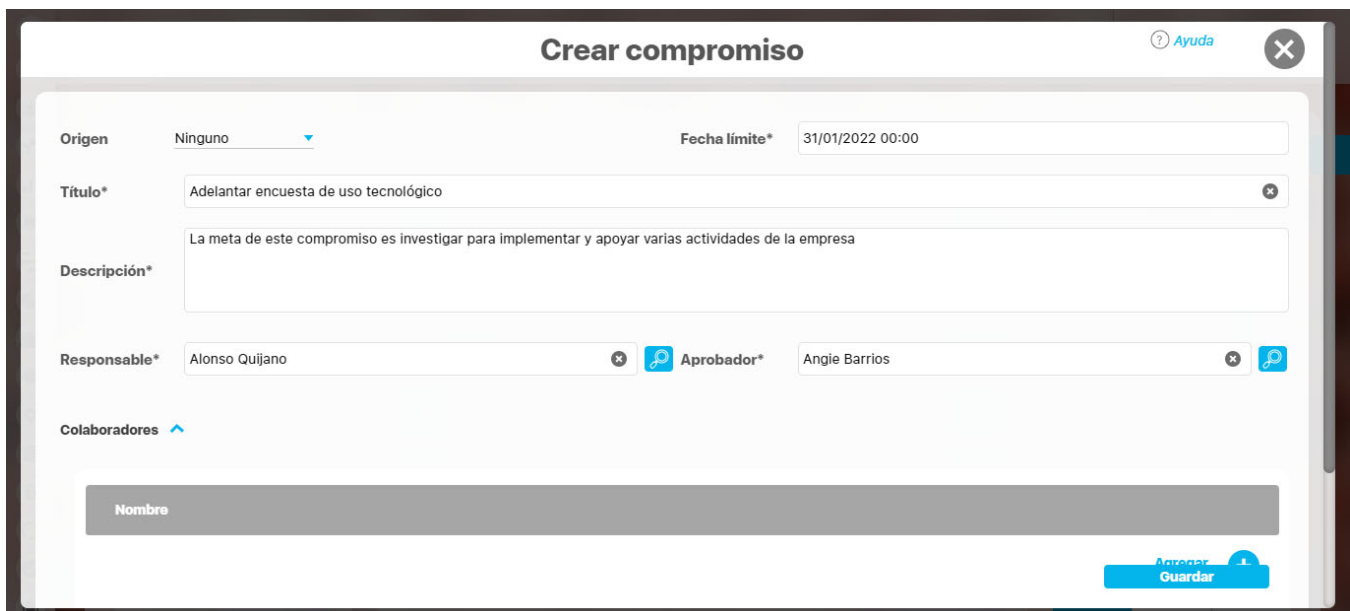 Crear compromiso
? Ayuda
Origen Ninguno Fecha límite* 31/01/2022 00:00
Título* Adelantar encuesta de uso tecnológico
La meta de este compromiso es investigar para implementar y apoyar varias actividades de la empresa
Descripción*
Responsable* Alonso Quijano Aprobador* Angie Barrios
Colaboradores
Nombre
Agregar
Guardar